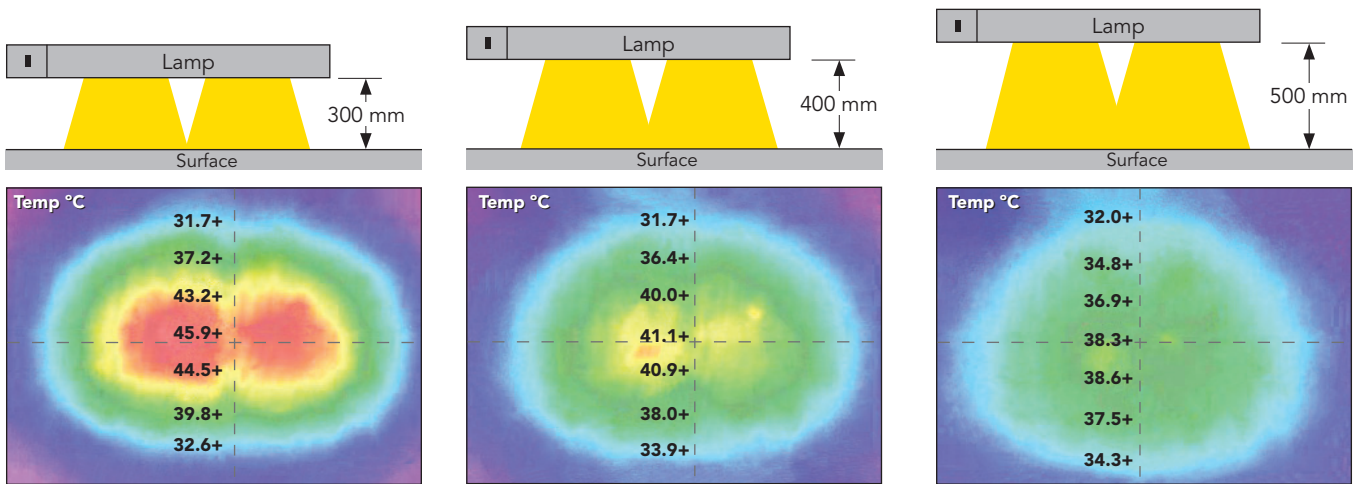 Lamp
300 mm
Surface
Temp °C
31.7+
37.2+
43.2+
45.9+
44.5+
39.8+
32.6+
Lamp
400 mm
Surface
Temp °C
31.7+
36.4+
40.0+
41.1+
40.9+
38.0+
33.9+
Lamp
500 mm
Surface
Temp °C
32.0+
34.8+
36.9+
38.3+
38.6+
37.5+
34.3+